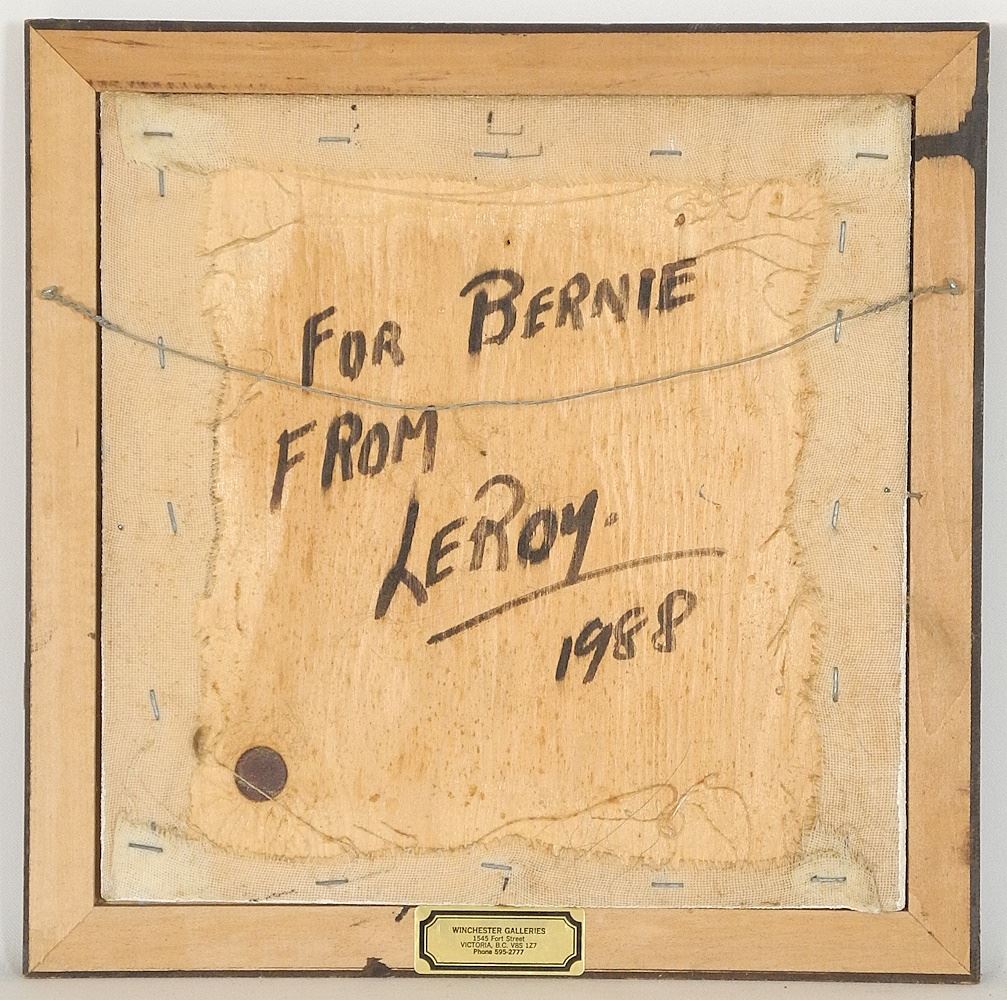 FOR BERNIE
FROM
LEROY.
1988
WINCHESTER GALLERIES
1545 Fort Street
VICTORIA, B.C. V8S 1Z7
Phone 595-2777